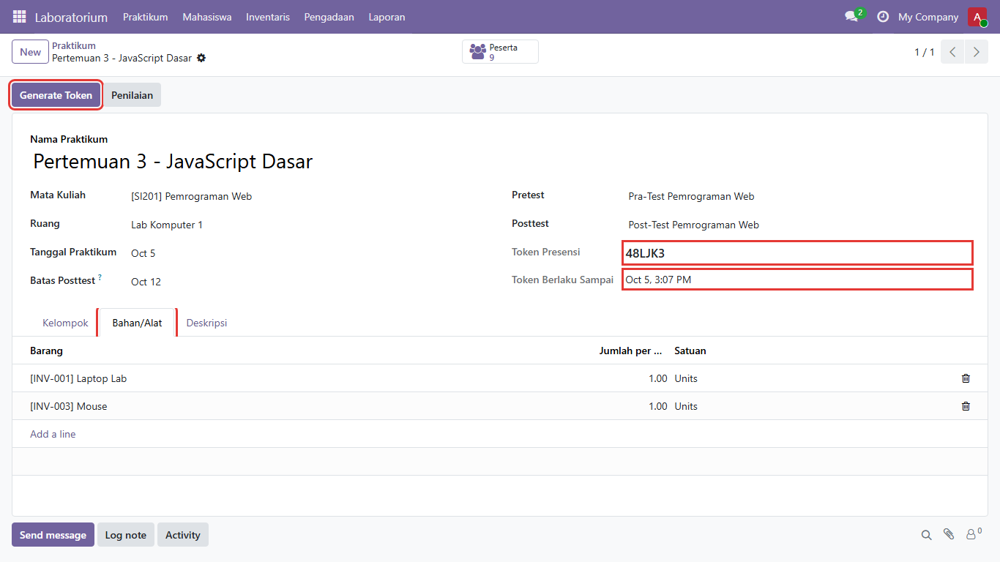 Laboratorium Praktikum Mahasiswa Inventaris Pengadaan Laporan 2 My Company A
New Praktikum
Pertemuan 3 - JavaScript Dasar
Peserta
9
1 / 1
Generate Token Penilaian
Nama Praktikum
Pertemuan 3 - JavaScript Dasar
Mata Kuliah [SI201] Pemrograman Web
Pretest Pra-Test Pemrograman Web
Ruang Lab Komputer 1
Posttest Post-Test Pemrograman Web
Tanggal Praktikum Oct 5
Token Presensi 48LJK3
Batas Posttest ? Oct 12
Token Berlaku Sampai Oct 5, 3:07 PM
Kelompok Bahan/Alat Deskripsi
Barang Jumlah per ... Satuan
[INV-001] Laptop Lab 1.00 Units
[INV-003] Mouse 1.00 Units
Add a line
Send message Log note Activity 0